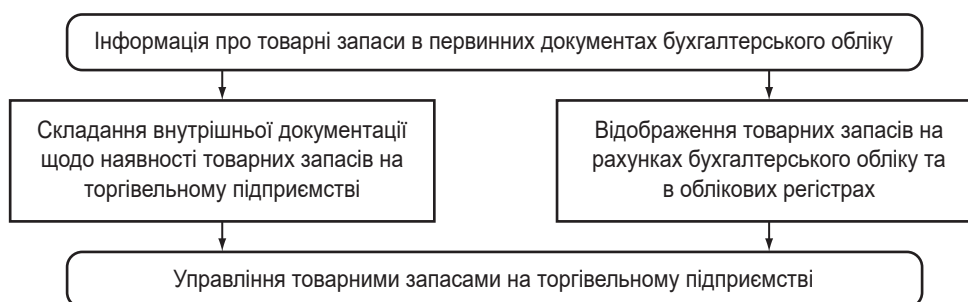 Інформація про товарні запаси в первинних документах бухгалтерського обліку
Складання внутрішньої документації
щодо наявності товарних запасів на
торгівельному підприємстві
Відображення товарних запасів на
рахунках бухгалтерського обліку та
в облікових регістрах
Управління товарними запасами на торгівельному підприємстві